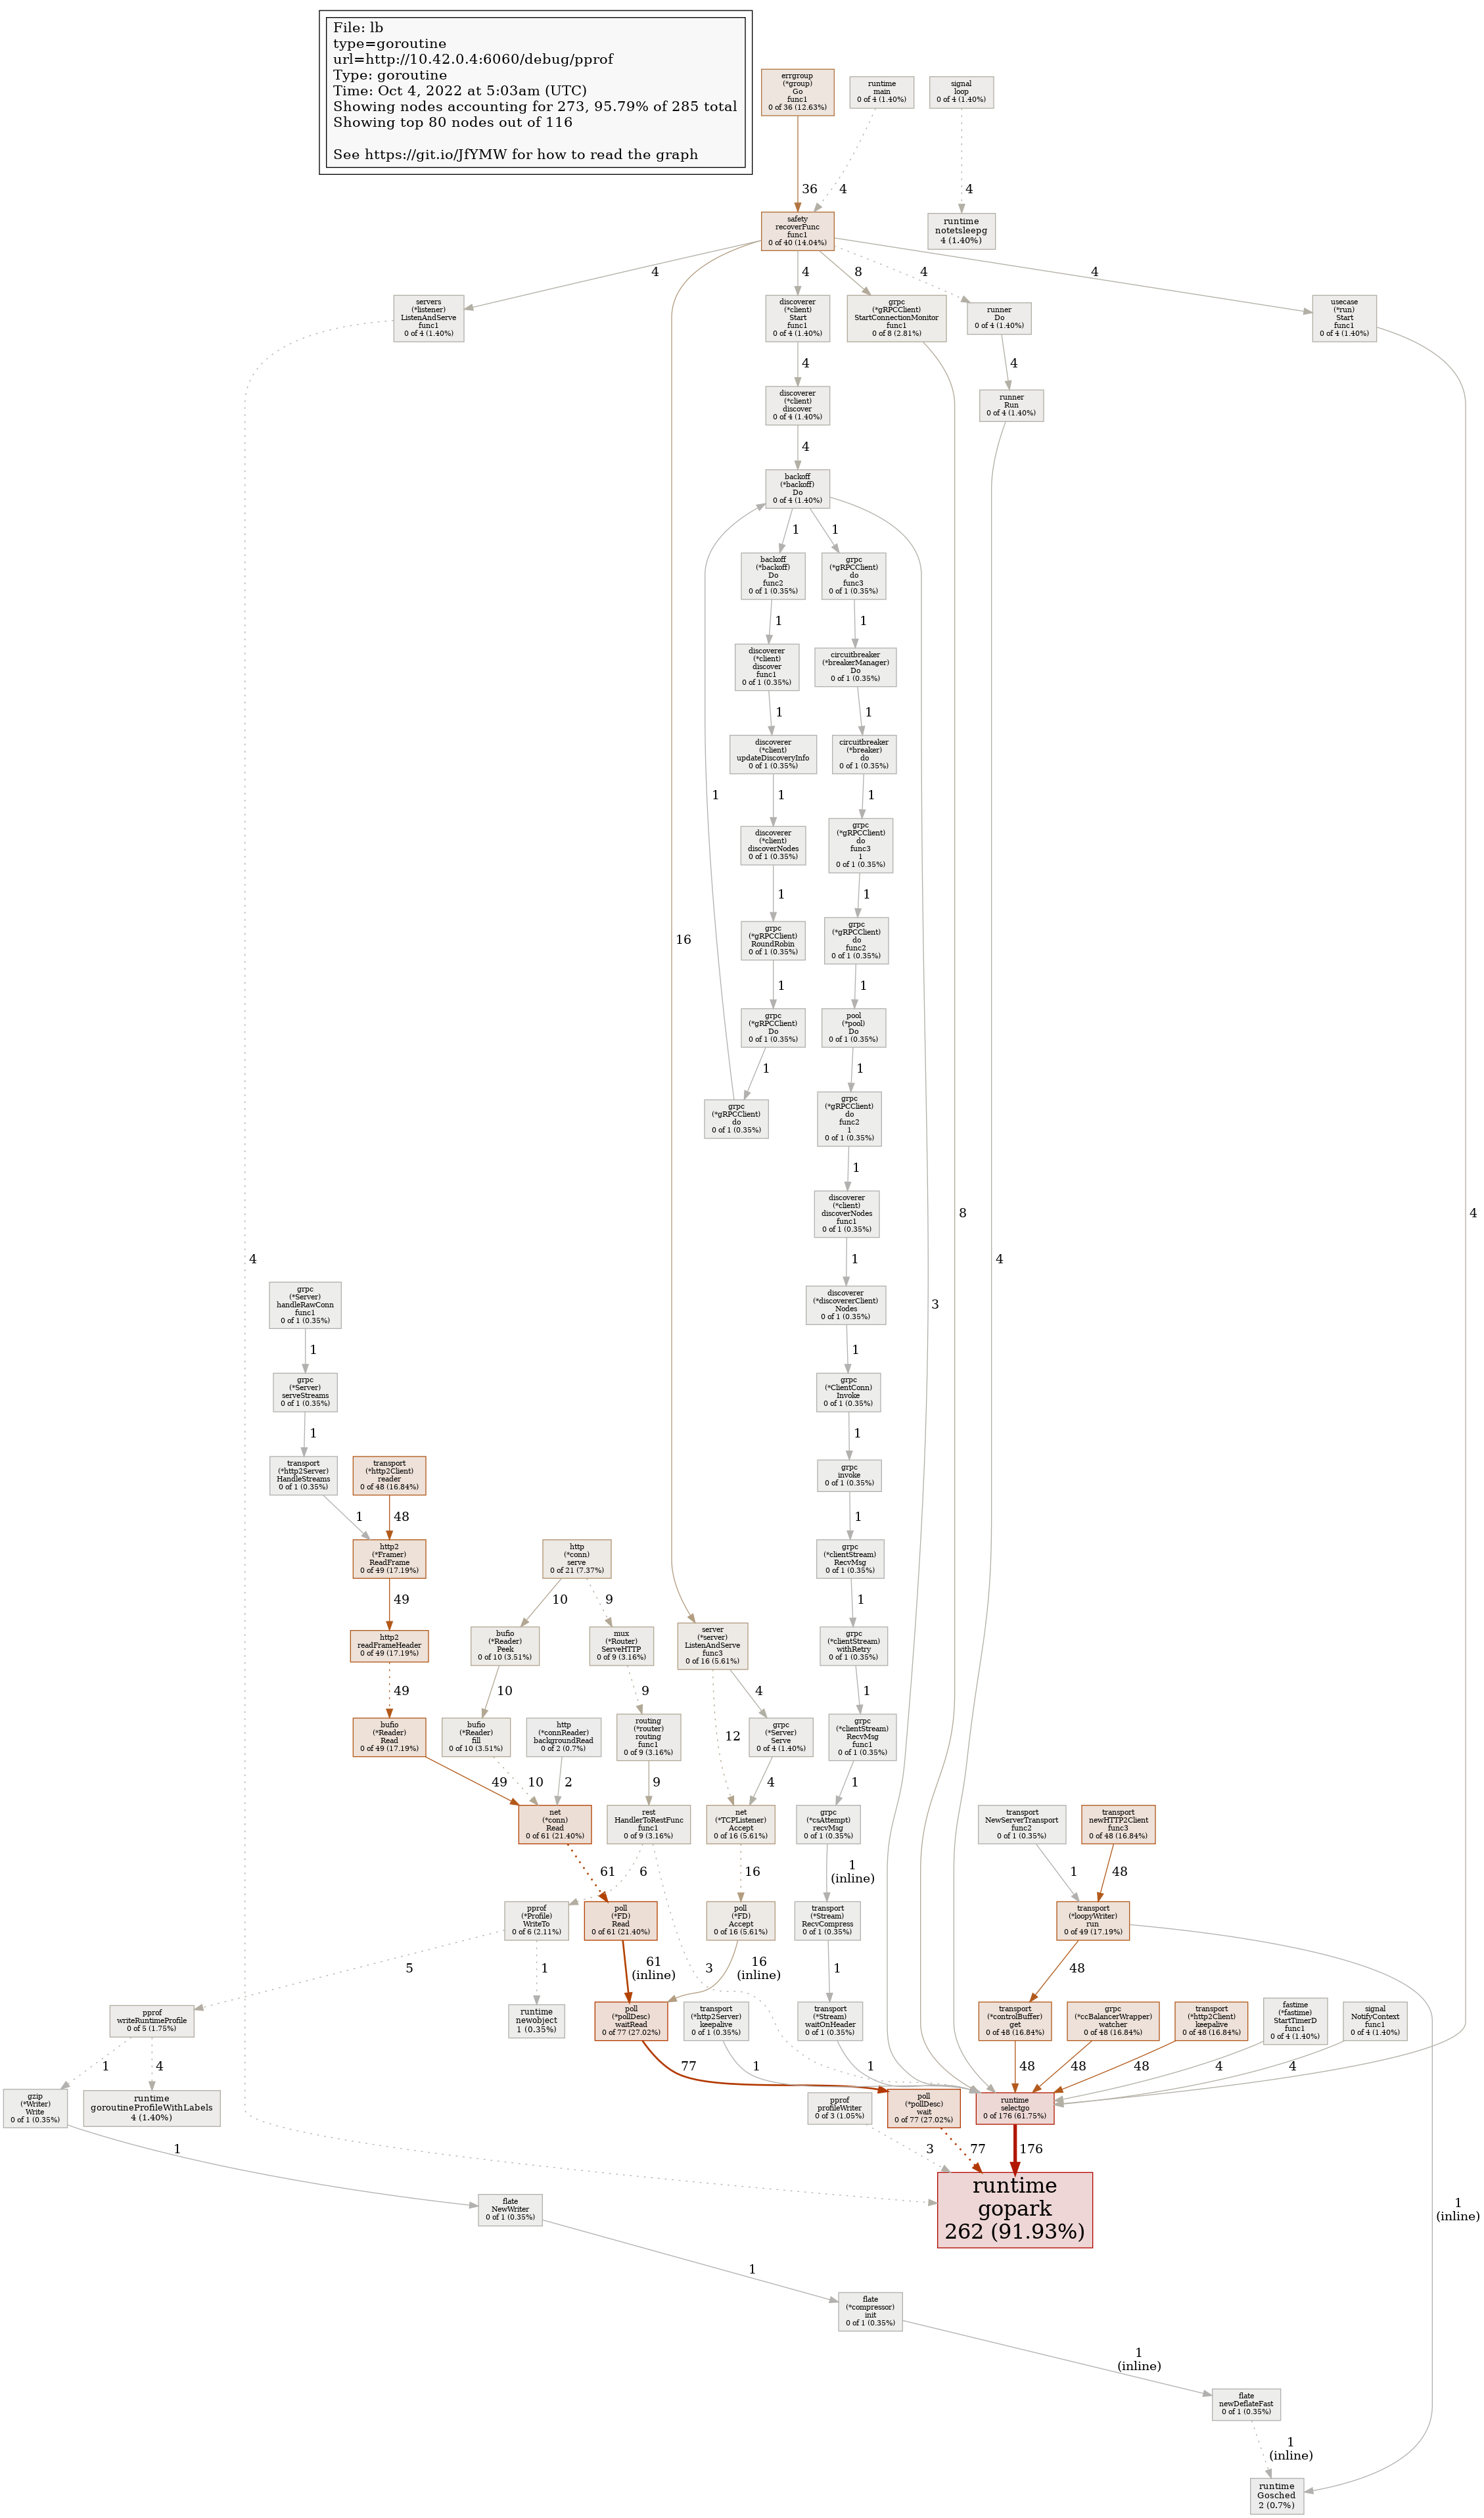 File: lb
type=goroutine
url=http://10.42.0.4:6060/debug/pprof
Type: goroutine
Time: Oct 4, 2022 at 5:03am (UTC)
Showing nodes accounting for 273, 95.79% of 285 total
Showing top 80 nodes out of 116
See https://git.io/JfYMW for how to read the graph
errgroup
(*group)
Go
func1
0 of 36 (12.63%)
runtime
main
0 of 4 (1.40%)
signal
loop
0 of 4 (1.40%)
36
4
4
safety
recoverFunc
func1
0 of 40 (14.04%)
runtime
notetsleepg
4 (1.40%)
4
4
8
4
4
servers
(*listener)
ListenAndServe
func1
0 of 4 (1.40%)
discoverer
(*client)
Start
func1
0 of 4 (1.40%)
grpc
(*gRPCClient)
StartConnectionMonitor
func1
0 of 8 (2.81%)
runner
Do
0 of 4 (1.40%)
usecase
(*run)
Start
func1
0 of 4 (1.40%)
4
4
discoverer
(*client)
discover
0 of 4 (1.40%)
runner
Run
0 of 4 (1.40%)
4
backoff
(*backoff)
Do
0 of 4 (1.40%)
1
1
backoff
(*backoff)
Do
func2
0 of 1 (0.35%)
grpc
(*gRPCClient)
do
func3
0 of 1 (0.35%)
1
1
discoverer
(*client)
discover
func1
0 of 1 (0.35%)
circuitbreaker
(*breakerManager)
Do
0 of 1 (0.35%)
1
1
discoverer
(*client)
updateDiscoveryInfo
0 of 1 (0.35%)
circuitbreaker
(*breaker)
do
0 of 1 (0.35%)
1
1
1
discoverer
(*client)
discoverNodes
0 of 1 (0.35%)
grpc
(*gRPCClient)
do
func3
1
0 of 1 (0.35%)
1
1
16
grpc
(*gRPCClient)
RoundRobin
0 of 1 (0.35%)
grpc
(*gRPCClient)
do
func2
0 of 1 (0.35%)
1
1
grpc
(*gRPCClient)
Do
0 of 1 (0.35%)
pool
(*pool)
Do
0 of 1 (0.35%)
1
1
grpc
(*gRPCClient)
do
0 of 1 (0.35%)
grpc
(*gRPCClient)
do
func2
1
0 of 1 (0.35%)
1
discoverer
(*client)
discoverNodes
func1
0 of 1 (0.35%)
8
4
4
4
1
3
grpc
(*Server)
handleRawConn
func1
0 of 1 (0.35%)
discoverer
(*discovererClient)
Nodes
0 of 1 (0.35%)
1
1
grpc
(*Server)
serveStreams
0 of 1 (0.35%)
grpc
(*ClientConn)
Invoke
0 of 1 (0.35%)
1
1
transport
(*http2Server)
HandleStreams
0 of 1 (0.35%)
transport
(*http2Client)
reader
0 of 48 (16.84%)
grpc
invoke
0 of 1 (0.35%)
1
48
1
http2
(*Framer)
ReadFrame
0 of 49 (17.19%)
http
(*conn)
serve
0 of 21 (7.37%)
grpc
(*clientStream)
RecvMsg
0 of 1 (0.35%)
49
10
9
1
http2
readFrameHeader
0 of 49 (17.19%)
bufio
(*Reader)
Peek
0 of 10 (3.51%)
mux
(*Router)
ServeHTTP
0 of 9 (3.16%)
server
(*server)
ListenAndServe
func3
0 of 16 (5.61%)
grpc
(*clientStream)
withRetry
0 of 1 (0.35%)
49
10
9
4
1
bufio
(*Reader)
Read
0 of 49 (17.19%)
bufio
(*Reader)
fill
0 of 10 (3.51%)
http
(*connReader)
backgroundRead
0 of 2 (0.7%)
routing
(*router)
routing
func1
0 of 9 (3.16%)
12
grpc
(*Server)
Serve
0 of 4 (1.40%)
grpc
(*clientStream)
RecvMsg
func1
0 of 1 (0.35%)
49
10
2
9
4
1
net
(*conn)
Read
0 of 61 (21.40%)
rest
HandlerToRestFunc
func1
0 of 9 (3.16%)
net
(*TCPListener)
Accept
0 of 16 (5.61%)
grpc
(*csAttempt)
recvMsg
0 of 1 (0.35%)
transport
NewServerTransport
func2
0 of 1 (0.35%)
transport
newHTTP2Client
func3
0 of 48 (16.84%)
61
6
16
1
(inline)
1
48
pprof
(*Profile)
WriteTo
0 of 6 (2.11%)
poll
(*FD)
Read
0 of 61 (21.40%)
poll
(*FD)
Accept
0 of 16 (5.61%)
transport
(*Stream)
RecvCompress
0 of 1 (0.35%)
transport
(*loopyWriter)
run
0 of 49 (17.19%)
5
1
61
(inline)
3
16
(inline)
1
48
pprof
writeRuntimeProfile
0 of 5 (1.75%)
runtime
newobject
1 (0.35%)
poll
(*pollDesc)
waitRead
0 of 77 (27.02%)
transport
(*http2Server)
keepalive
0 of 1 (0.35%)
transport
(*Stream)
waitOnHeader
0 of 1 (0.35%)
transport
(*controlBuffer)
get
0 of 48 (16.84%)
grpc
(*ccBalancerWrapper)
watcher
0 of 48 (16.84%)
transport
(*http2Client)
keepalive
0 of 48 (16.84%)
fastime
(*fastime)
StartTimerD
func1
0 of 4 (1.40%)
signal
NotifyContext
func1
0 of 4 (1.40%)
1
4
77
1
1
48
48
48
4
4
gzip
(*Writer)
Write
0 of 1 (0.35%)
runtime
goroutineProfileWithLabels
4 (1.40%)
pprof
profileWriter
0 of 3 (1.05%)
poll
(*pollDesc)
wait
0 of 77 (27.02%)
runtime
selectgo
0 of 176 (61.75%)
1
3
77
176
runtime
gopark
262 (91.93%)
flate
NewWriter
0 of 1 (0.35%)
1
(inline)
1
flate
(*compressor)
init
0 of 1 (0.35%)
1
(inline)
flate
newDeflateFast
0 of 1 (0.35%)
1
(inline)
runtime
Gosched
2 (0.7%)